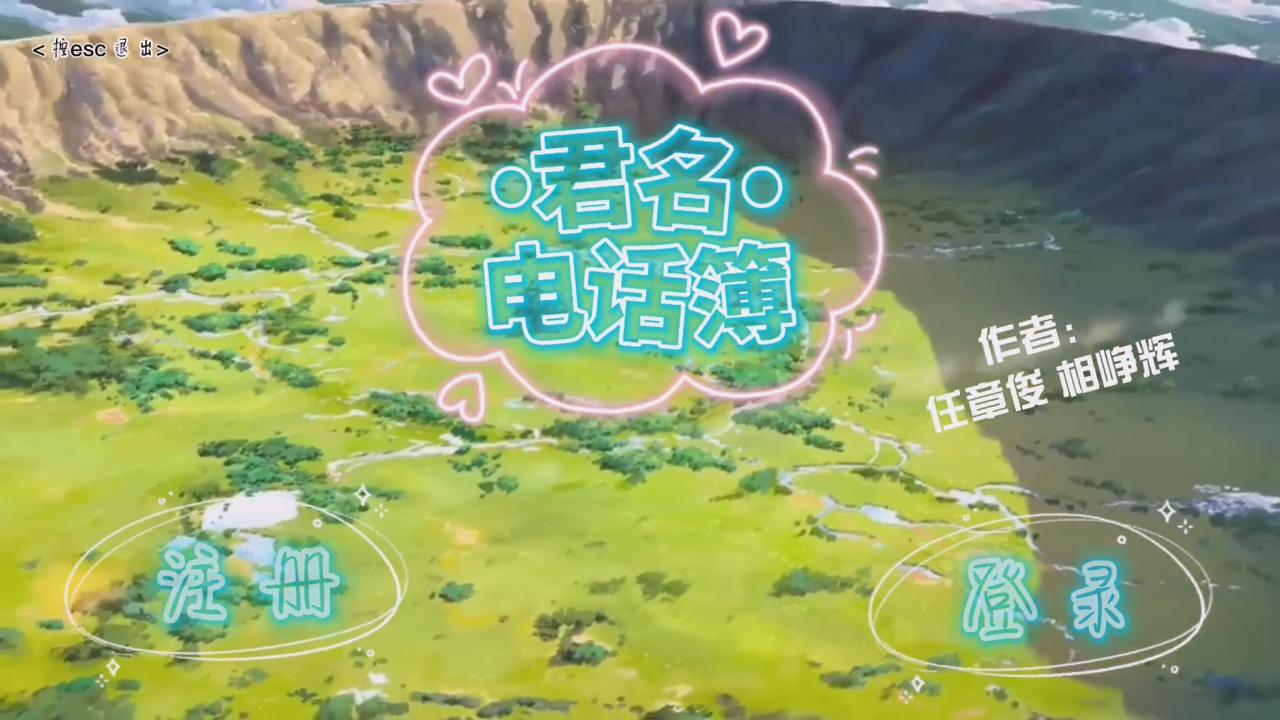 <按esc 退 出>
·君名·
电话簿
作者：
任章俊 相峥辉
注 册
登 录